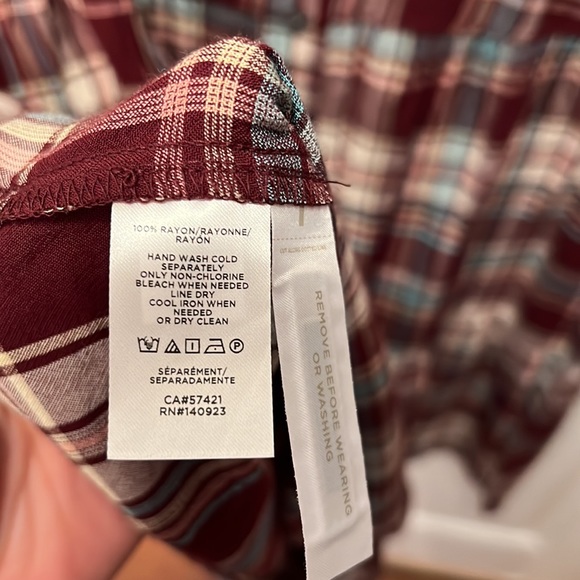 100% RAYON/RAYONNE/
RAYÓN
HAND WASH COLD
SEPARATELY
ONLY NON-CHLORINE
BLEACH WHEN NEEDED
LINE DRY
COOL IRON WHEN
NEEDED
OR DRY CLEAN
SÉPARÉMENT/
SEPARADAMENTE
CA#57421
RN#140923
REMOVE BEFORE WEARING
OR WASHING